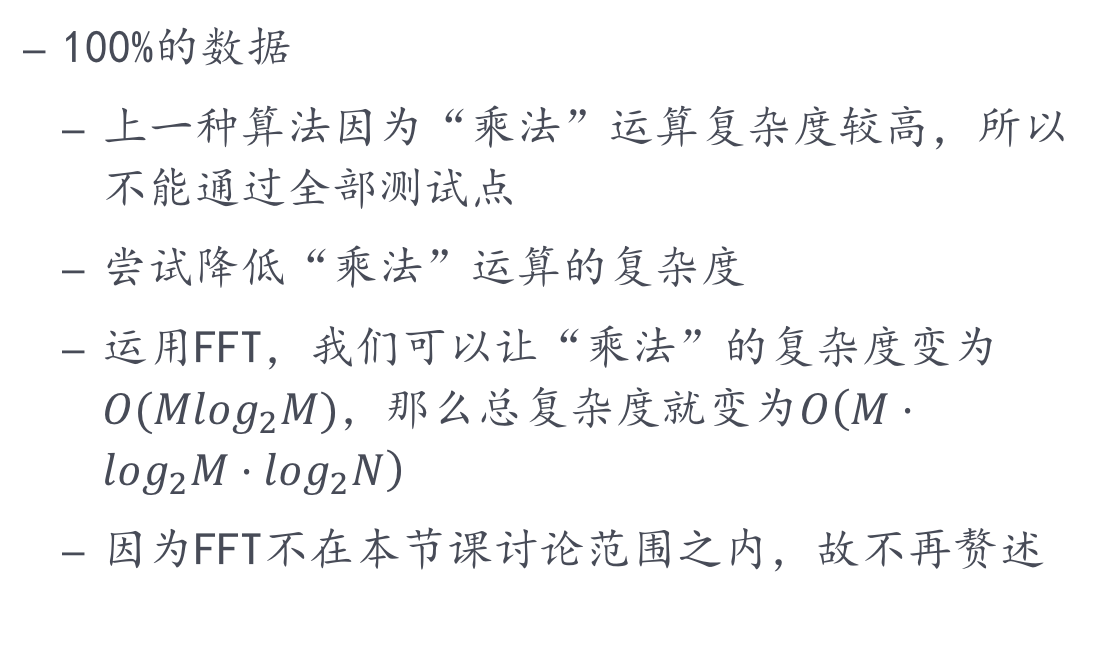 – 100%的数据
– 上一种算法因为“乘法”运算复杂度较高，所以
不能通过全部测试点
– 尝试降低“乘法”运算的复杂度
– 运用FFT，我们可以让“乘法”的复杂度变为
O(Mlog₂M)，那么总复杂度就变为O(M ·
log₂M · log₂N)
– 因为FFT不在本节课讨论范围之内，故不再赘述